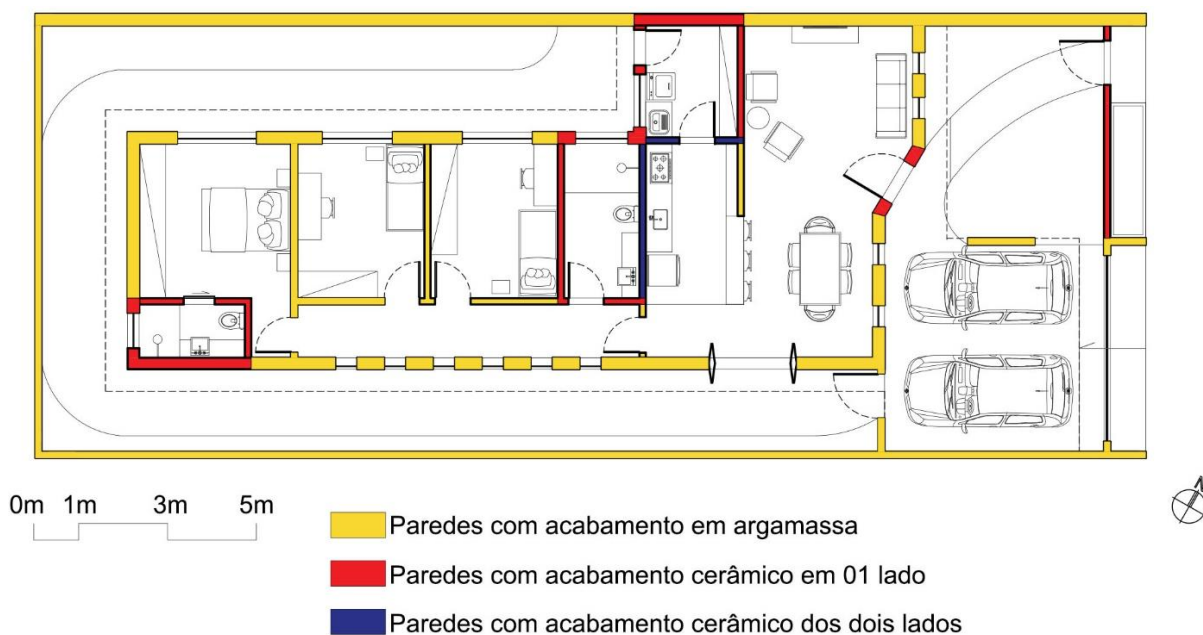 0m 1m 3m 5m
N
Paredes com acabamento em argamassa
Paredes com acabamento cerâmico em 01 lado
Paredes com acabamento cerâmico dos dois lados